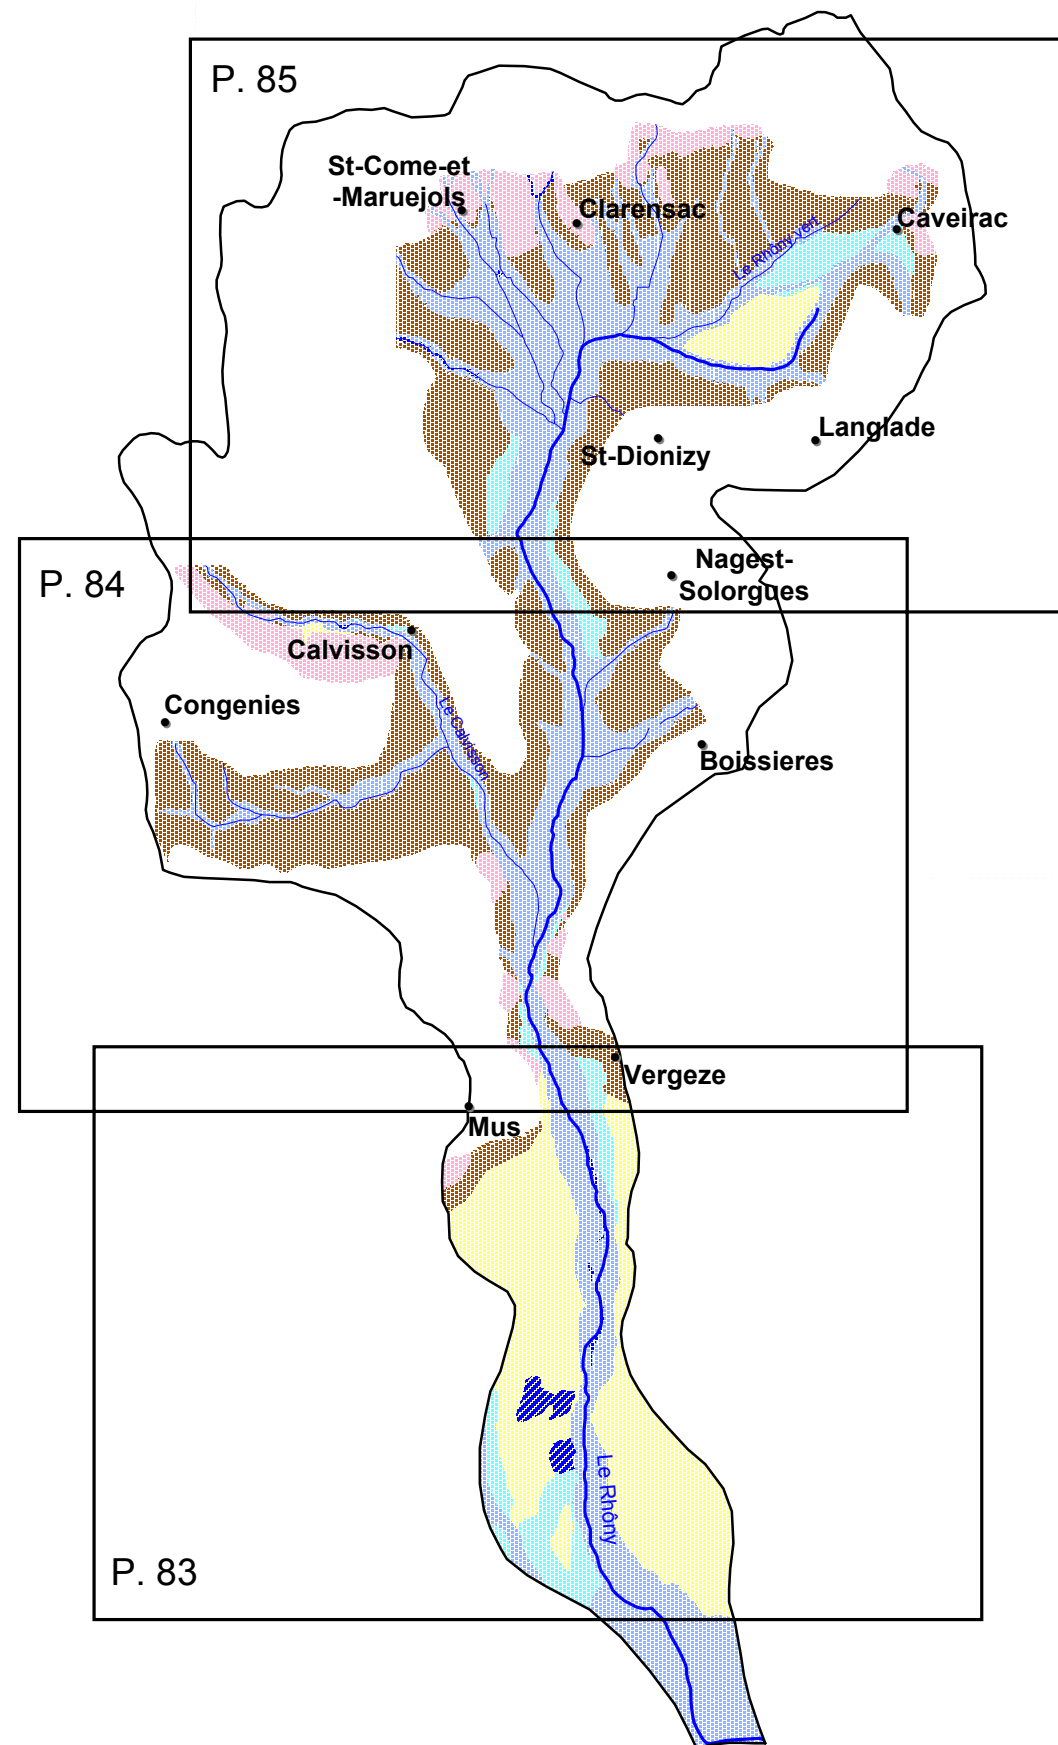 P. 85
St-Come-et
-Maruejols
Clarensac
Caveirac
Le Rhôny vert
Langlade
St-Dionizy
P. 84
Nagest-
Solorgues
Calvisson
Congenies
Le Calvisson
Boissieres
Vergeze
Mus
Le Rhôny
P. 83